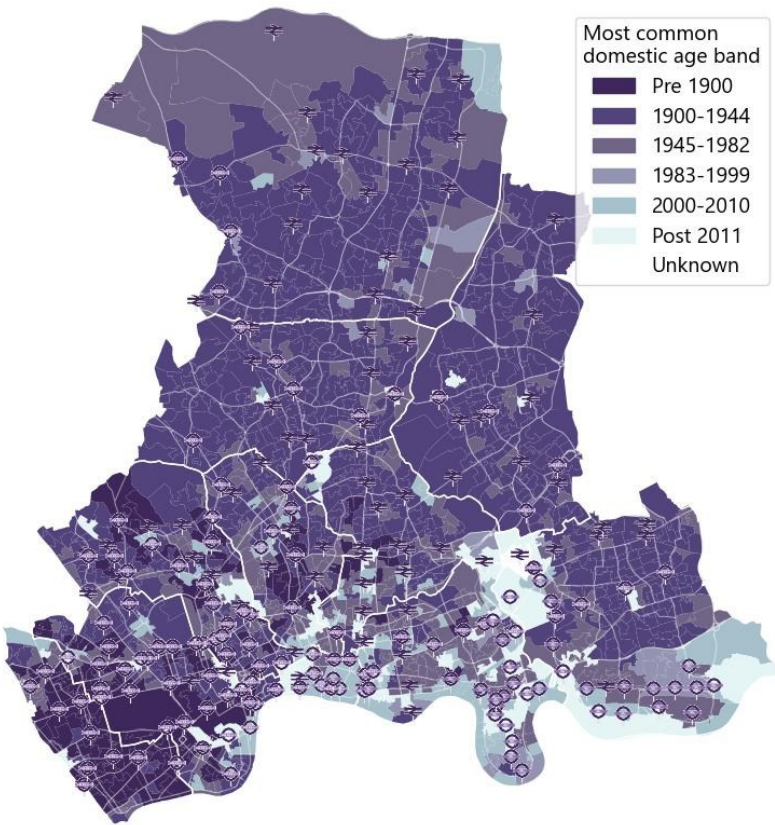 Most common
domestic age band
Pre 1900
1900-1944
1945-1982
1983-1999
2000-2010
Post 2011
Unknown